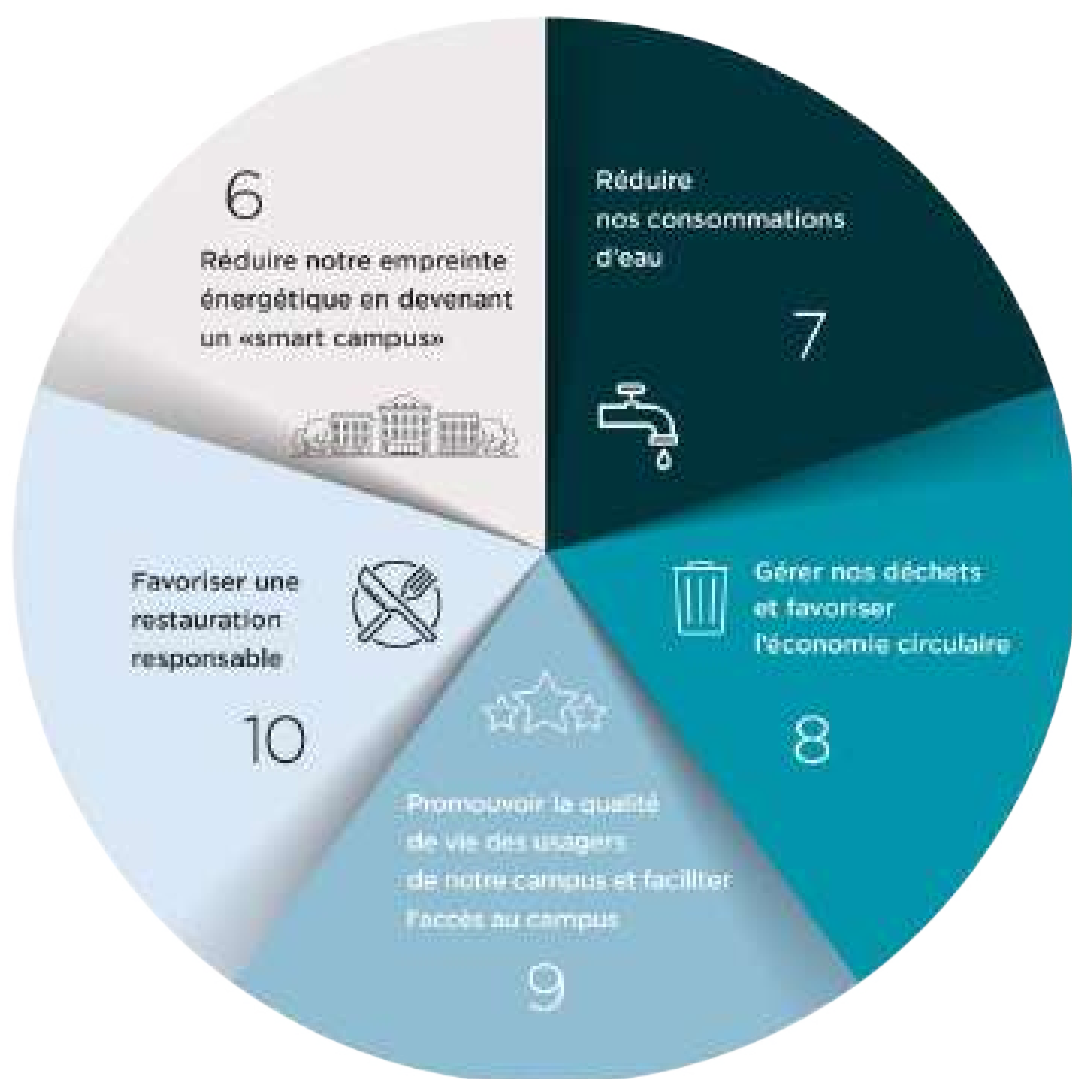 6
Réduire notre empreinte
énergétique en devenant
un «smart campus»
Réduire
nos consommations
d'eau
7
Gérer nos déchets
et favoriser
l'économie circulaire
8
Promouvoir la qualité
de vie des usagers
de notre campus et faciliter
l'accès au campus
9
Favoriser une
restauration
responsable
10